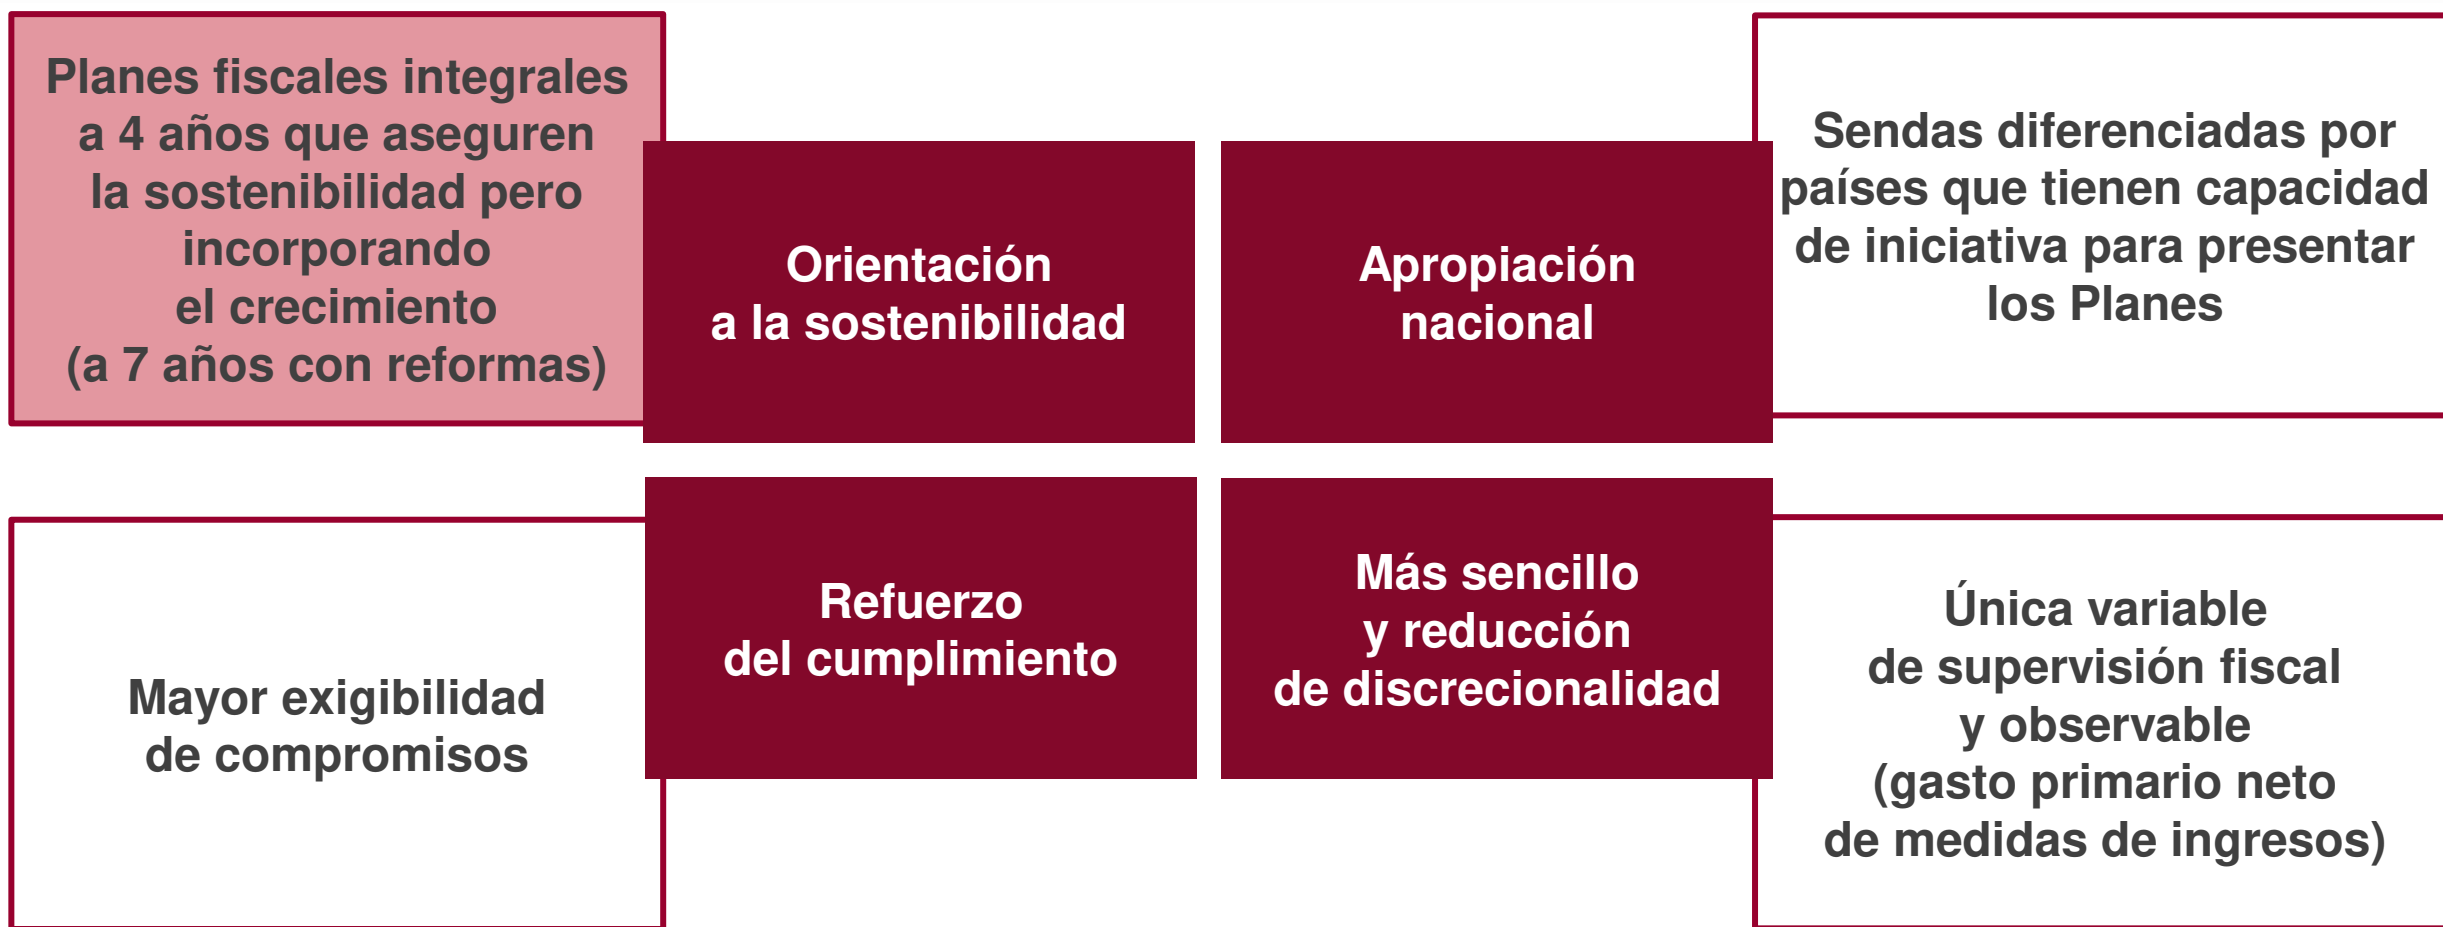 Planes fiscales integrales
a 4 años que aseguren
la sostenibilidad pero
incorporando
el crecimiento
(a 7 años con reformas)
Orientación
a la sostenibilidad
Apropiación
nacional
Sendas diferenciadas por
países que tienen capacidad
de iniciativa para presentar
los Planes
Mayor exigibilidad
de compromisos
Refuerzo
del cumplimiento
Más sencillo
y reducción
de discrecionalidad
Única variable
de supervisión fiscal
y observable
(gasto primario neto
de medidas de ingresos)